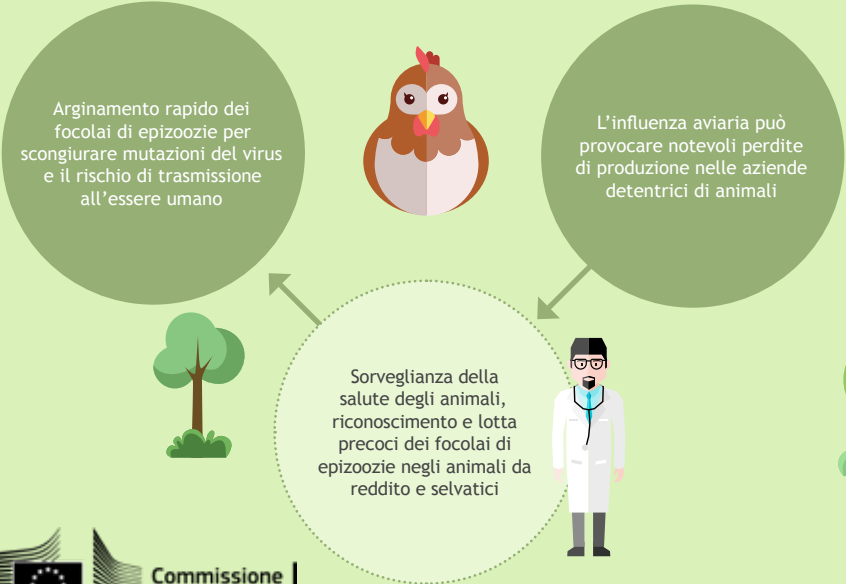 Arginamento rapido dei
focolai di epizoozie per
scongiurare mutazioni del virus
e il rischio di trasmissione
all'essere umano
L'influenza aviaria può
provocare notevoli perdite
di produzione nelle aziende
detentrici di animali
Sorveglianza della
salute degli animali,
riconoscimento e lotta
precoci dei focolai di
epizoozie negli animali da
reddito e selvatici
Commissione